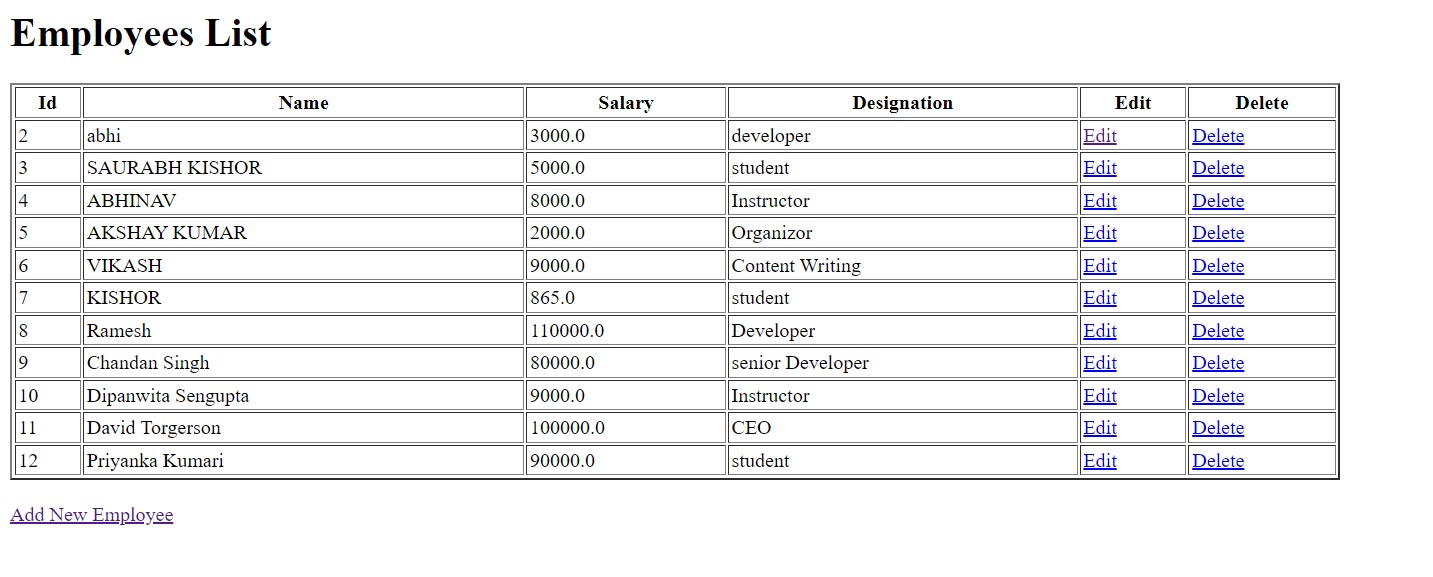 Employees List
Id Name Salary Designation Edit Delete
2 abhi 3000.0 developer Edit Delete
3 SAURABH KISHOR 5000.0 student Edit Delete
4 ABHINAV 8000.0 Instructor Edit Delete
5 AKSHAY KUMAR 2000.0 Organizor Edit Delete
6 VIKASH 9000.0 Content Writing Edit Delete
7 KISHOR 865.0 student Edit Delete
8 Ramesh 110000.0 Developer Edit Delete
9 Chandan Singh 80000.0 senior Developer Edit Delete
10 Dipanwita Sengupta 9000.0 Instructor Edit Delete
11 David Torgerson 100000.0 CEO Edit Delete
12 Priyanka Kumari 90000.0 student Edit Delete
Add New Employee